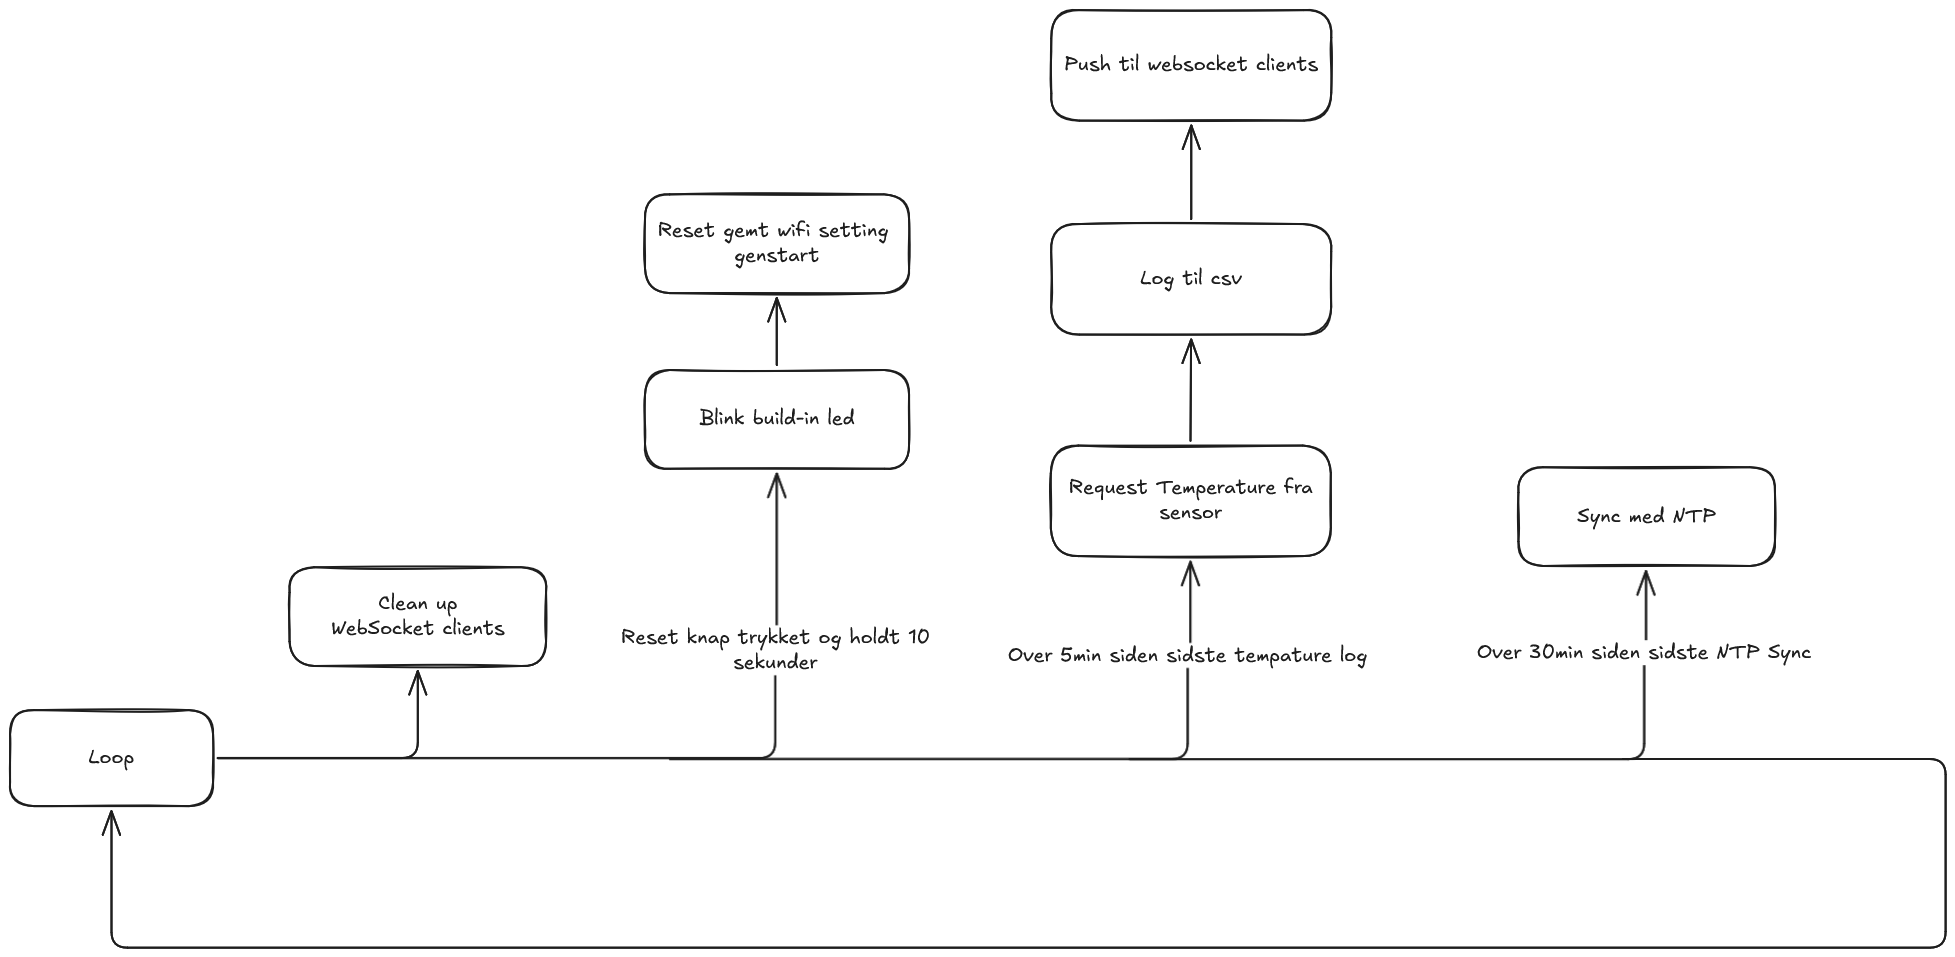 Push til websocket clients
Reset gemt wifi setting
genstart
Log til csv
Blink build-in led
Request Temperature fra
sensor
Sync med NTP
Clean up
WebSocket clients
Reset knap trykket og holdt 10
sekunder
Over 5min siden sidste tempature log
Over 30min siden sidste NTP Sync
Loop